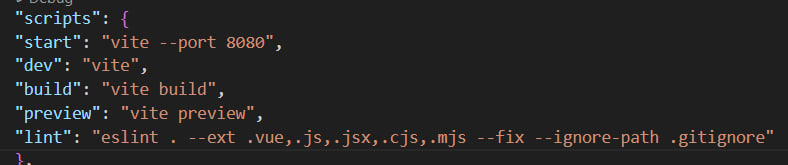 Debug
"scripts": {
"start": "vite --port 8080",
"dev": "vite",
"build": "vite build",
"preview": "vite preview",
"lint": "eslint . --ext .vue,.js,.jsx,.cjs,.mjs --fix --ignore-path .gitignore"
},